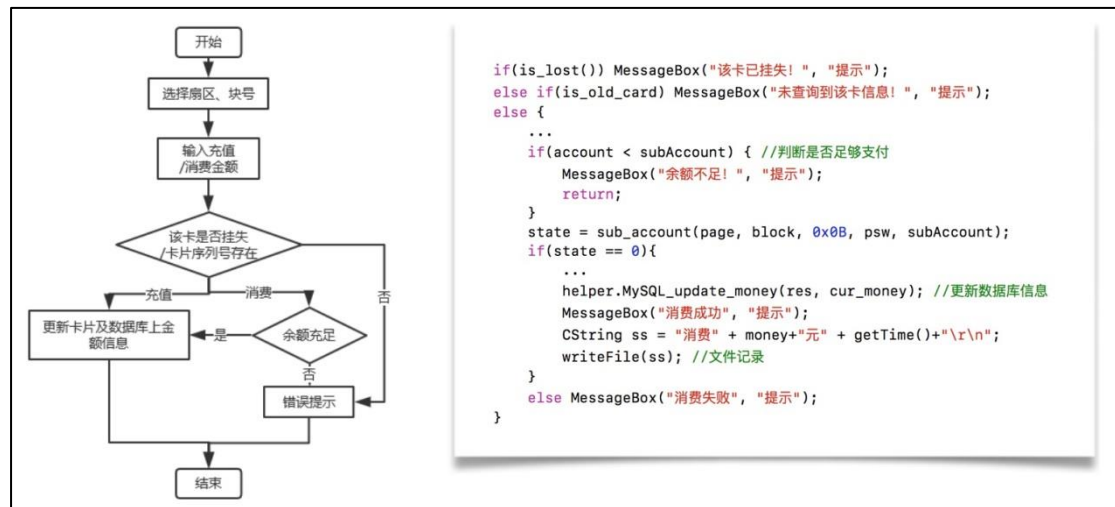 开始
选择扇区、块号
输入充值
/消费金额
该卡是否挂失
/卡片序列号存在
充值
消费
否
更新卡片及数据库上金
额信息
是
余额充足
否
错误提示
结束
if(is_lost()) MessageBox("该卡已挂失！", "提示");
else if(is_old_card) MessageBox("未查询到该卡信息！", "提示");
else {
...
if(account < subAccount) { //判断是否足够支付
MessageBox("余额不足！", "提示");
return;
}
state = sub_account(page, block, 0x0B, psw, subAccount);
if(state == 0){
...
helper.MySQL_update_money(res, cur_money); //更新数据库信息
MessageBox("消费成功", "提示");
CString ss = "消费" + money+"元" + getTime()+"\r\n";
writeFile(ss); //文件记录
}
else MessageBox("消费失败", "提示");
}